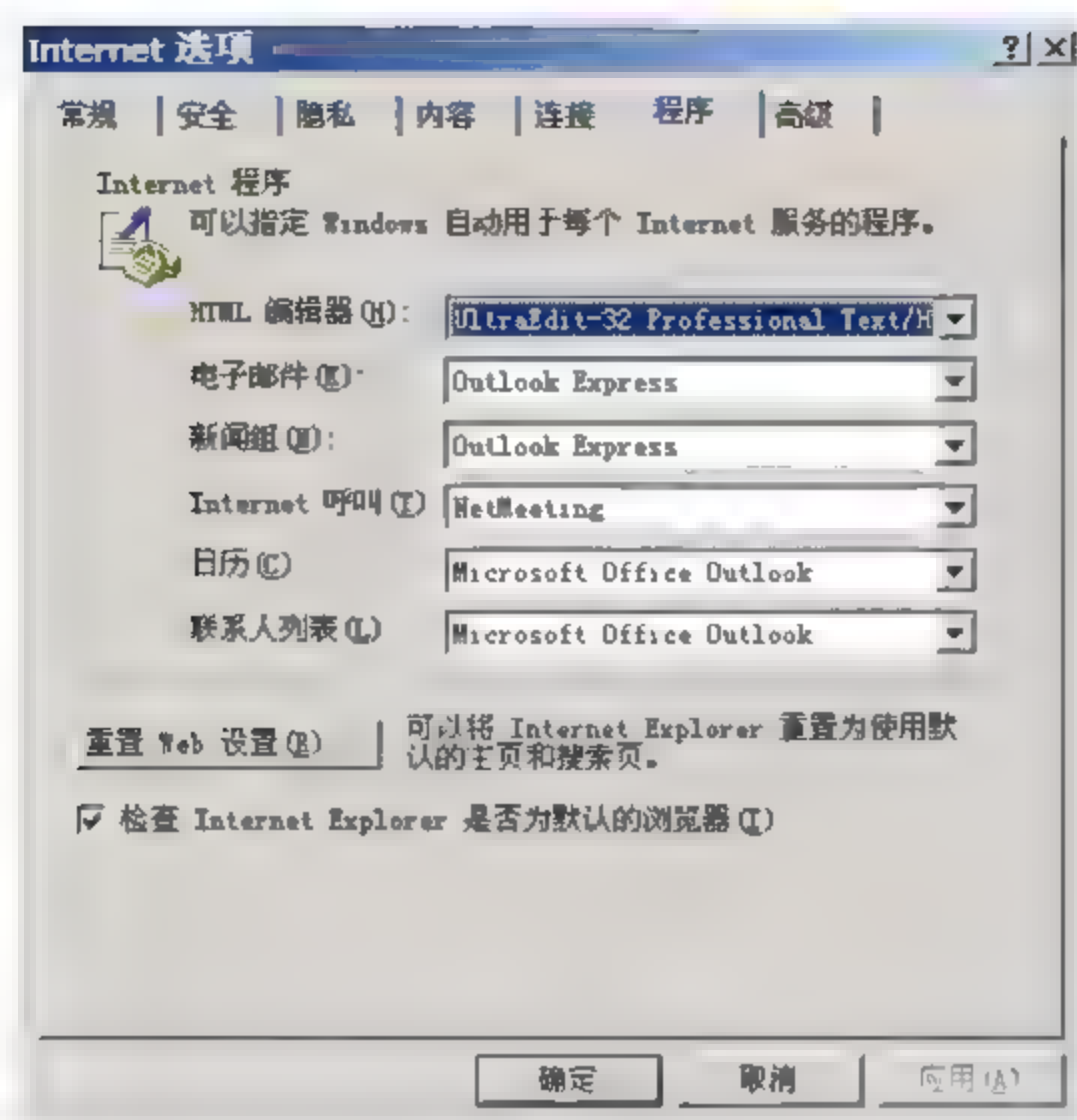 Internet 选项
常规 安全 隐私 内容 连接 程序 高级
Internet 程序
可以指定 Windows 自动用于每个 Internet 服务的程序。
HTML 编辑器(H): UltraEdit-32 Professional Text/H
电子邮件(E): Outlook Express
新闻组(N): Outlook Express
Internet 呼叫(T) NetMeeting
日历(C) Microsoft Office Outlook
联系人列表(L) Microsoft Office Outlook
重置 Web 设置(R) 可以将 Internet Explorer 重置为使用默
认的主页和搜索页。
检查 Internet Explorer 是否为默认的浏览器(I)
确定 取消 应用(A)